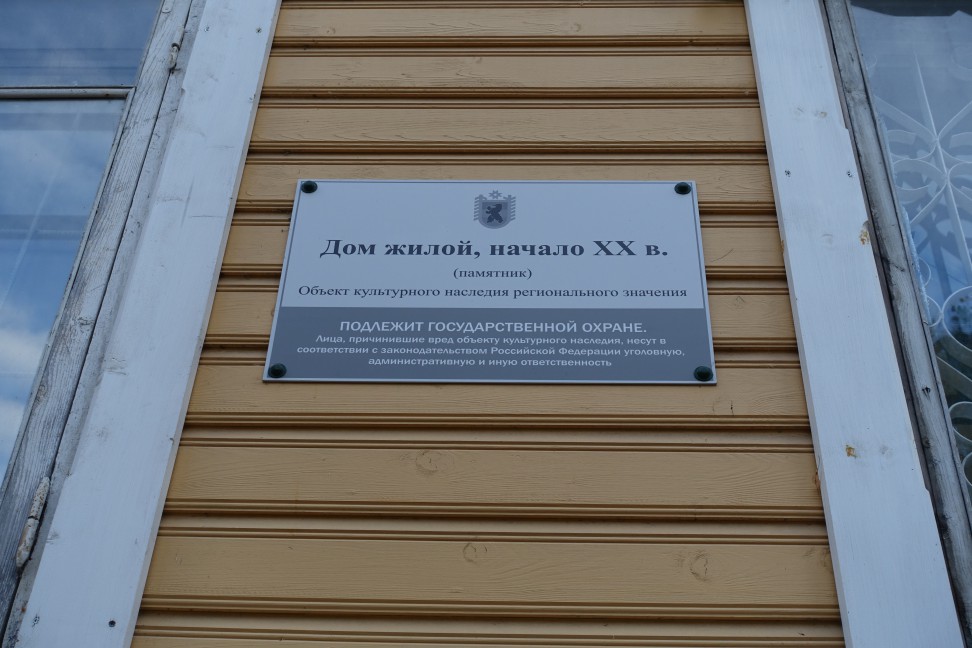 Дом жилой, начало XX в.
(памятник)
Объект культурного наследия регионального значения
ПОДЛЕЖИТ ГОСУДАРСТВЕННОЙ ОХРАНЕ.
Лица, причинившие вред объекту культурного наследия, несут в
соответствии с законодательством Российской Федерации уголовную,
административную и иную ответственность